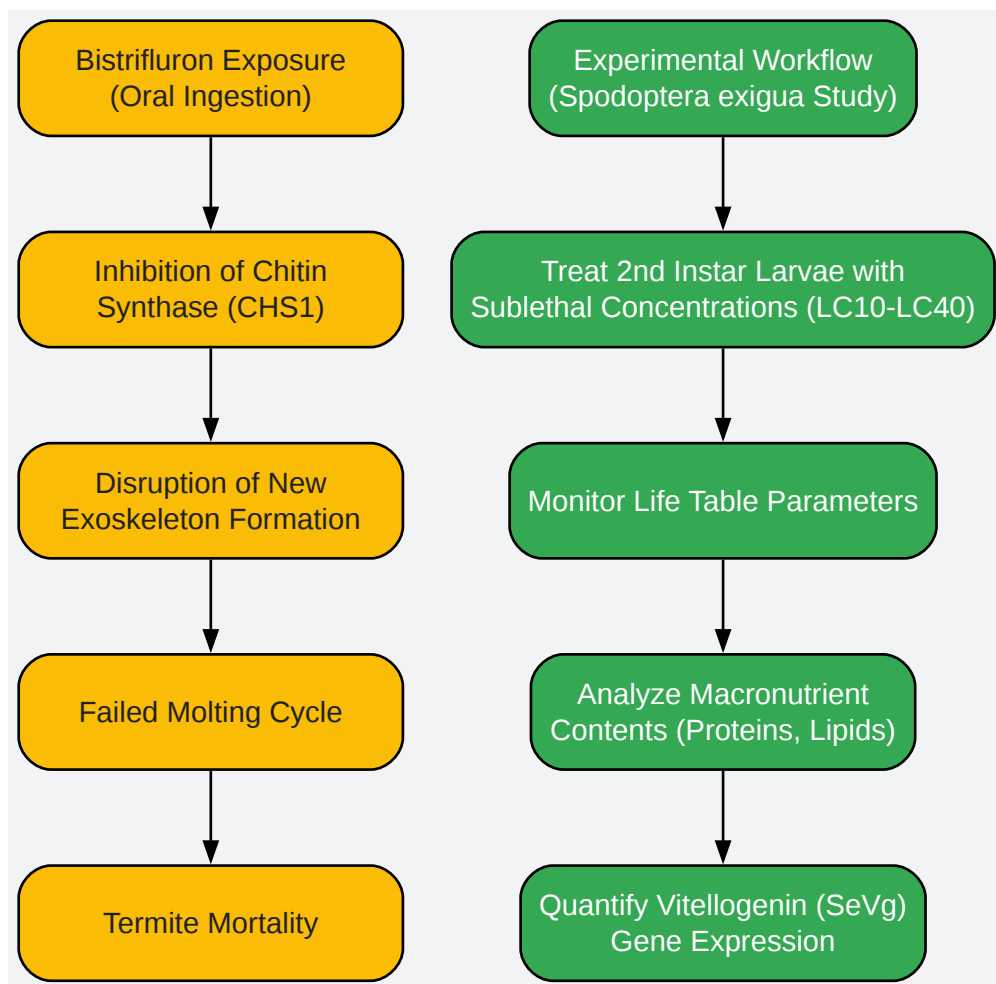 Bistrifluron Exposure
(Oral Ingestion)
Inhibition of Chitin
Synthase (CHS1)
Disruption of New
Exoskeleton Formation
Failed Molting Cycle
Termite Mortality
Experimental Workflow
(Spodoptera exigua Study)
Treat 2nd Instar Larvae with
Sublethal Concentrations (LC10-LC40)
Monitor Life Table Parameters
Analyze Macronutrient
Contents (Proteins, Lipids)
Quantify Vitellogenin (SeVg)
Gene Expression